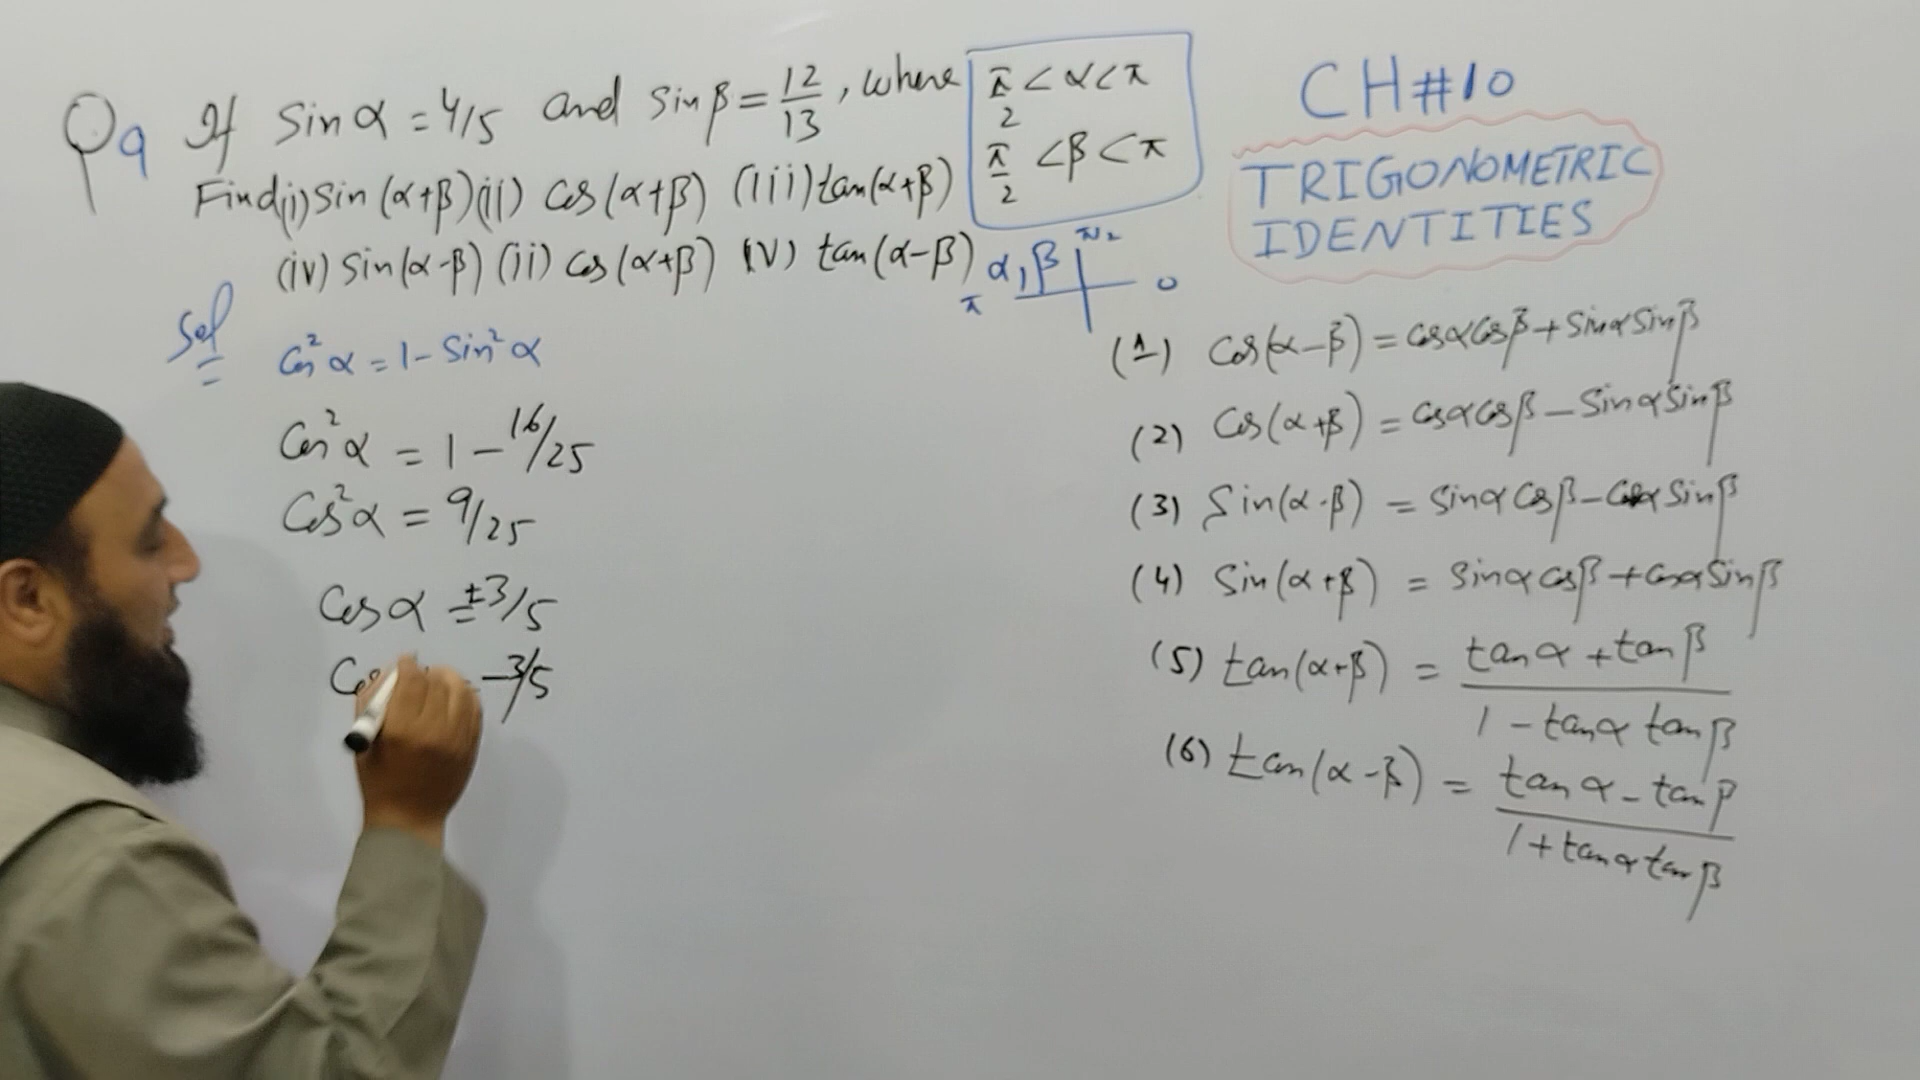 Q9 If Sin α = 4/5 and Sin β = 12/13, where π/2 < α < π
π/2 < β < π
Find (i) Sin (α+β) (ii) Cos (α+β) (iii) tan(α+β)
(iv) Sin(α-β) (ii) Cos (α+β) (V) tan(α-β)
α, β π/2
π 0
Sol
Cos²α = 1 - Sin²α
Cos²α = 1 - 16/25
Cos²α = 9/25
Cos α = ±3/5
= -3/5
CH#10
TRIGONOMETRIC
IDENTITIES
(1) Cos(α-β) = Cosα Cosβ + Sinα Sinβ
(2) Cos(α+β) = Cosα Cosβ - Sinα Sinβ
(3) Sin(α-β) = Sinα Cosβ - Cosα Sinβ
(4) Sin(α+β) = Sinα Cosβ + Cosα Sinβ
(5) tan(α+β) = tanα + tanβ
1 - tanα tanβ
(6) tan(α-β) = tanα - tanβ
1 + tanα tanβ